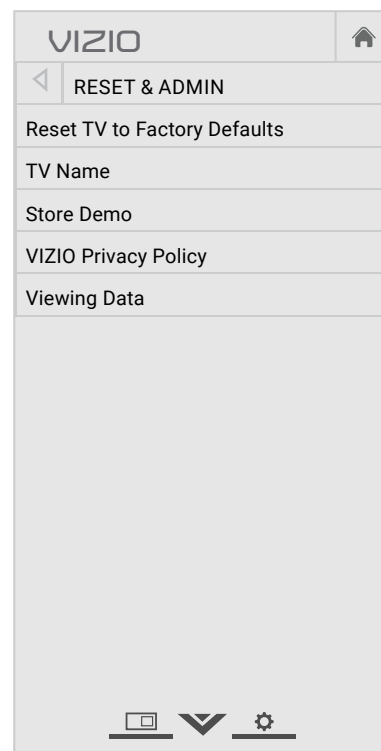 VIZIO
RESET & ADMIN
Reset TV to Factory Defaults
TV Name
Store Demo
VIZIO Privacy Policy
Viewing Data